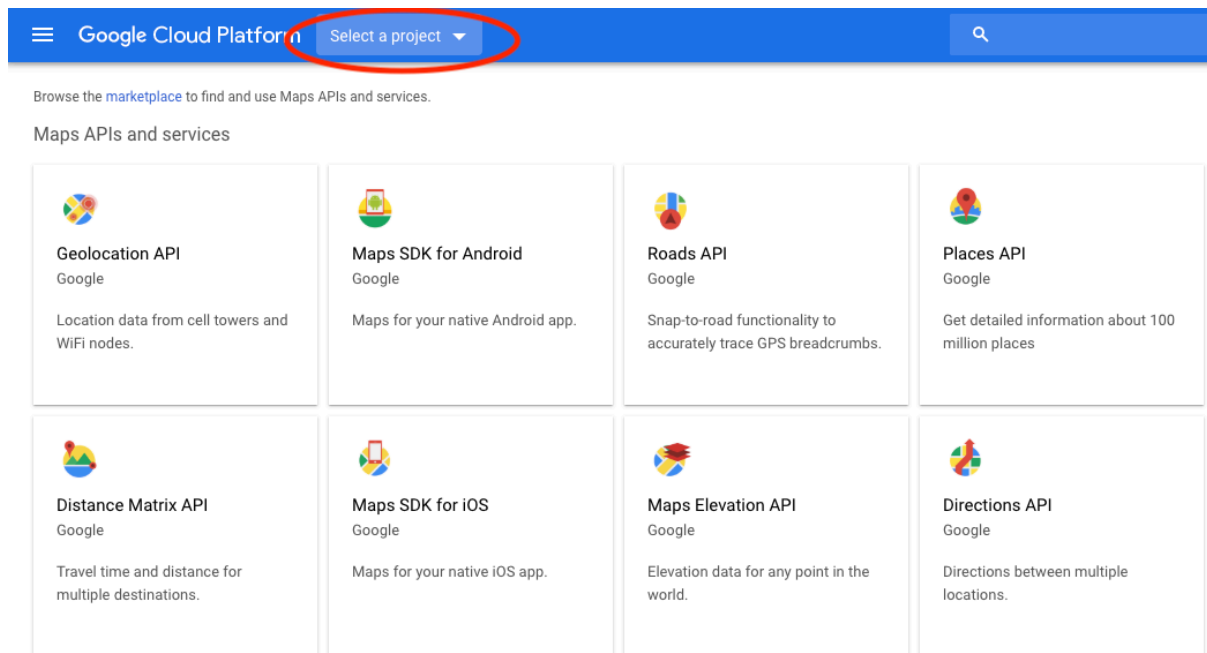 Google Cloud Platform Select a project
Browse the marketplace to find and use Maps APIs and services.
Maps APIs and services
Geolocation API
Google
Location data from cell towers and
WiFi nodes.
Maps SDK for Android
Google
Maps for your native Android app.
Roads API
Google
Snap-to-road functionality to
accurately trace GPS breadcrumbs.
Places API
Google
Get detailed information about 100
million places
Distance Matrix API
Google
Travel time and distance for
multiple destinations.
Maps SDK for iOS
Google
Maps for your native iOS app.
Maps Elevation API
Google
Elevation data for any point in the
world.
Directions API
Google
Directions between multiple
locations.